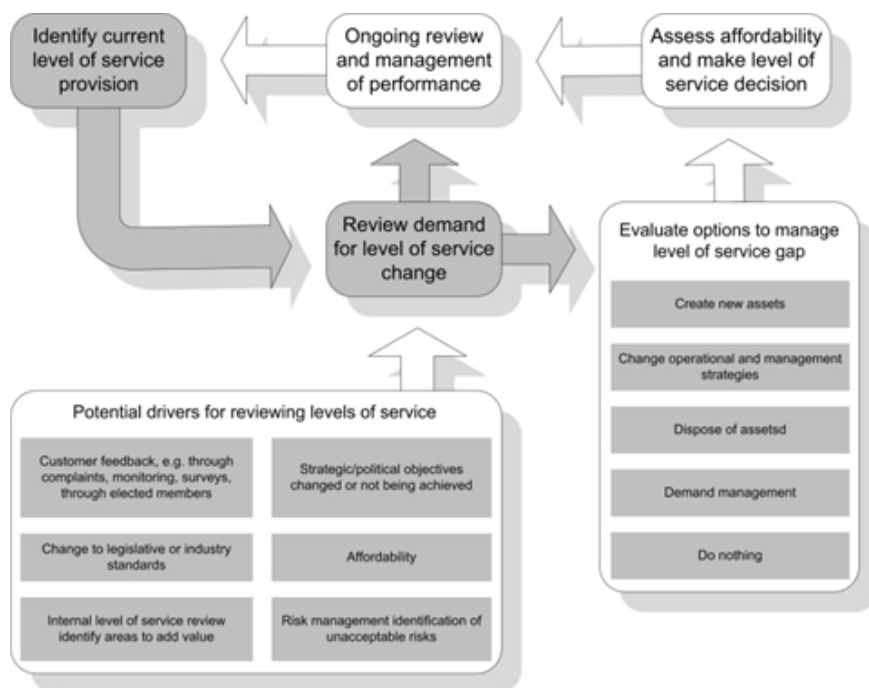 Identify current
level of service
provision
Ongoing review
and management
of performance
Assess affordability
and make level of
service decision
Review demand
for level of service
change
Evaluate options to manage
level of service gap
Create new assets
Change operational and management
strategies
Dispose of assetsd
Demand management
Do nothing
Potential drivers for reviewing levels of service
Customer feedback, e.g. through
complaints, monitoring, surveys,
through elected members
Strategic/political objectives
changed or not being achieved
Change to legislative or industry
standards
Affordability
Internal level of service review
identify areas to add value
Risk management identification of
unacceptable risks